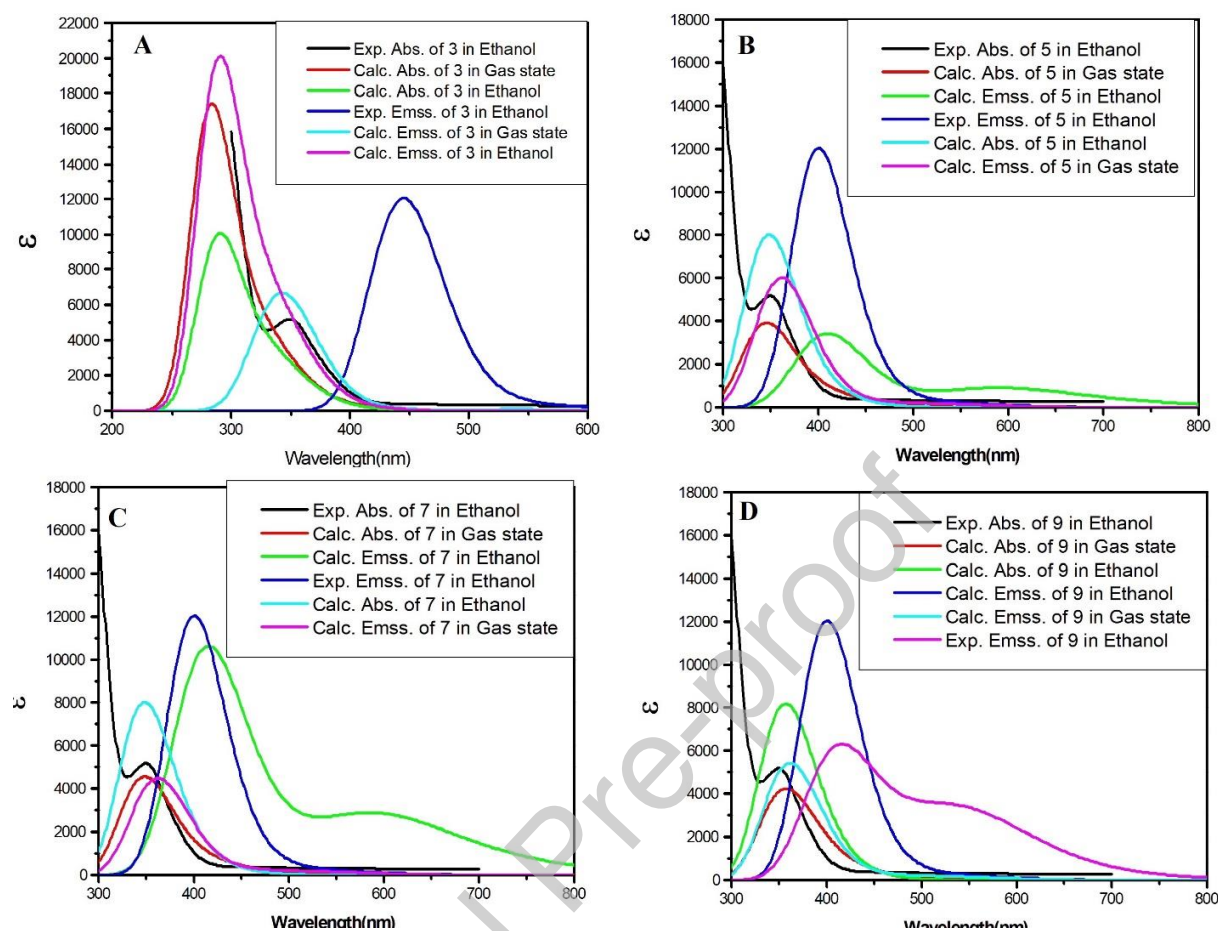 A
22000
20000
18000
16000
14000
12000
10000
8000
6000
4000
2000
0
ε
Exp. Abs. of 3 in Ethanol
Calc. Abs. of 3 in Gas state
Calc. Abs. of 3 in Ethanol
Exp. Emss. of 3 in Ethanol
Calc. Emss. of 3 in Gas state
Calc. Emss. of 3 in Ethanol
200 300 400 500 600
Wavelength(nm)
B
18000
16000
14000
12000
10000
8000
6000
4000
2000
0
ε
Exp. Abs. of 5 in Ethanol
Calc. Abs. of 5 in Gas state
Calc. Emss. of 5 in Ethanol
Exp. Emss. of 5 in Ethanol
Calc. Abs. of 5 in Ethanol
Calc. Emss. of 5 in Gas state
300 400 500 600 700 800
Wavelength(nm)
C
18000
16000
14000
12000
10000
8000
6000
4000
2000
0
ε
Exp. Abs. of 7 in Ethanol
Calc. Abs. of 7 in Gas state
Calc. Emss. of 7 in Ethanol
Exp. Emss. of 7 in Ethanol
Calc. Abs. of 7 in Ethanol
Calc. Emss. of 7 in Gas state
300 400 500 600 700 800
Wavelength(nm)
D
18000
16000
14000
12000
10000
8000
6000
4000
2000
0
ε
Exp. Abs. of 9 in Ethanol
Calc. Abs. of 9 in Gas state
Calc. Abs. of 9 in Ethanol
Calc. Emss. of 9 in Ethanol
Calc. Emss. of 9 in Gas state
Exp. Emss. of 9 in Ethanol
300 400 500 600 700 800
Wavelength(nm)
Pre-proof